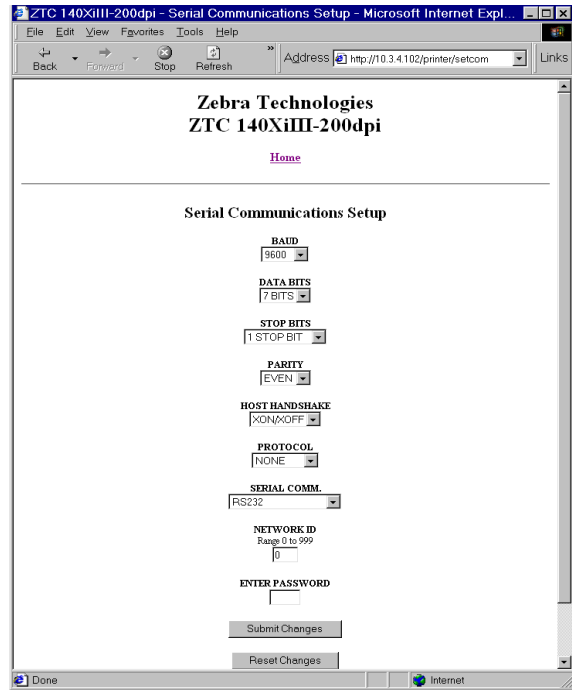 ZTC 140XiIII-200dpi - Serial Communications Setup - Microsoft Internet Expl...
File Edit View Favorites Tools Help
Back Forward Stop Refresh » Address http://10.3.4.102/printer/setcom Links
Zebra Technologies
ZTC 140XiIII-200dpi
Home
Serial Communications Setup
BAUD
9600
DATA BITS
7 BITS
STOP BITS
1 STOP BIT
PARITY
EVEN
HOST HANDSHAKE
XON/XOFF
PROTOCOL
NONE
SERIAL COMM.
RS232
NETWORK ID
Range 0 to 999
0
ENTER PASSWORD
Submit Changes
Reset Changes
Done Internet